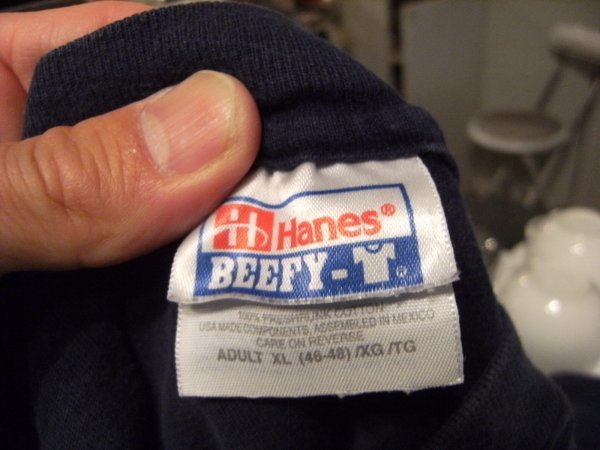 Hanes®
BEEFY-T®
100% PRESHRUNK COTTON
USA MADE COMPONENTS, ASSEMBLED IN MEXICO
CARE ON REVERSE
ADULT XL (46-48) /XG /TG